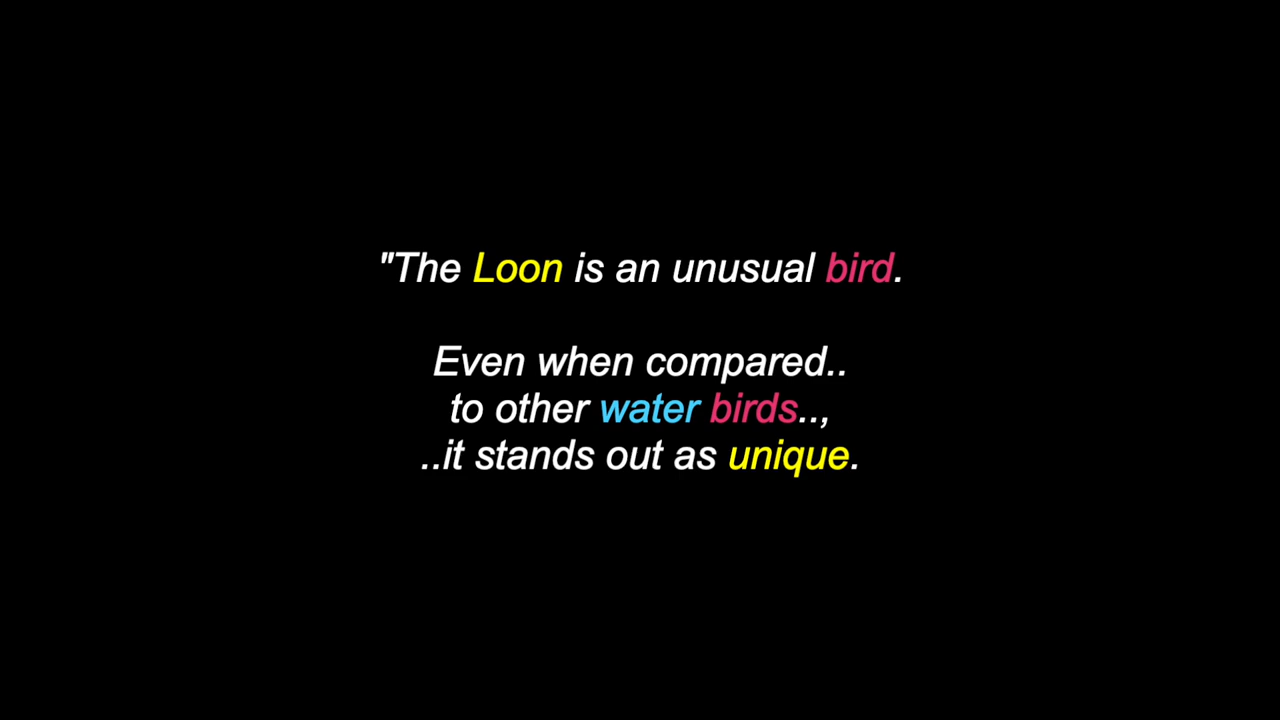 "The Loon is an unusual bird.
Even when compared..
to other water birds..,
..it stands out as unique.